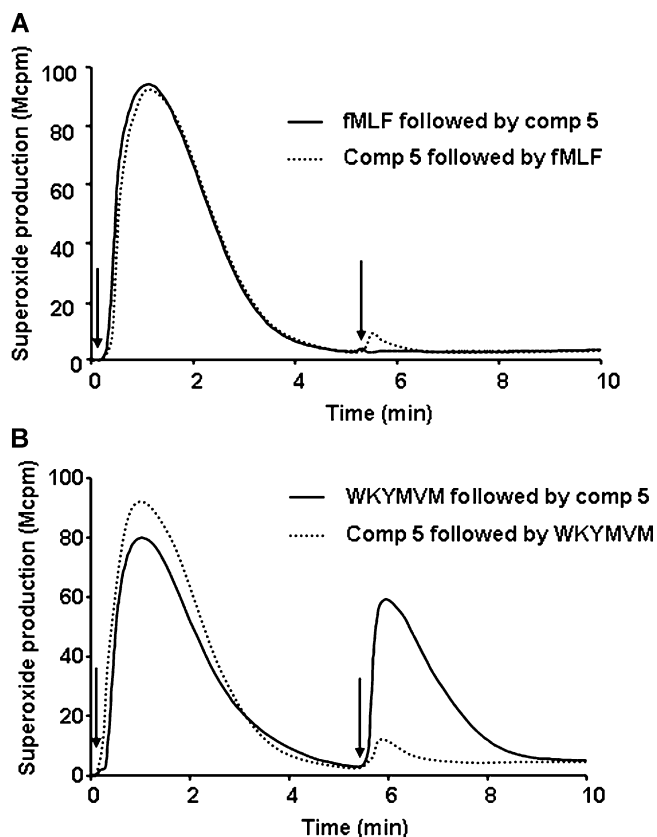 A
Superoxide production (Mcpm)
100
80
60
40
20
0
fMLF followed by comp 5
Comp 5 followed by fMLF
0 2 4 6 8 10
Time (min)
B
Superoxide production (Mcpm)
100
80
60
40
20
0
WKYMVM followed by comp 5
Comp 5 followed by WKYMVM
0 2 4 6 8 10
Time (min)